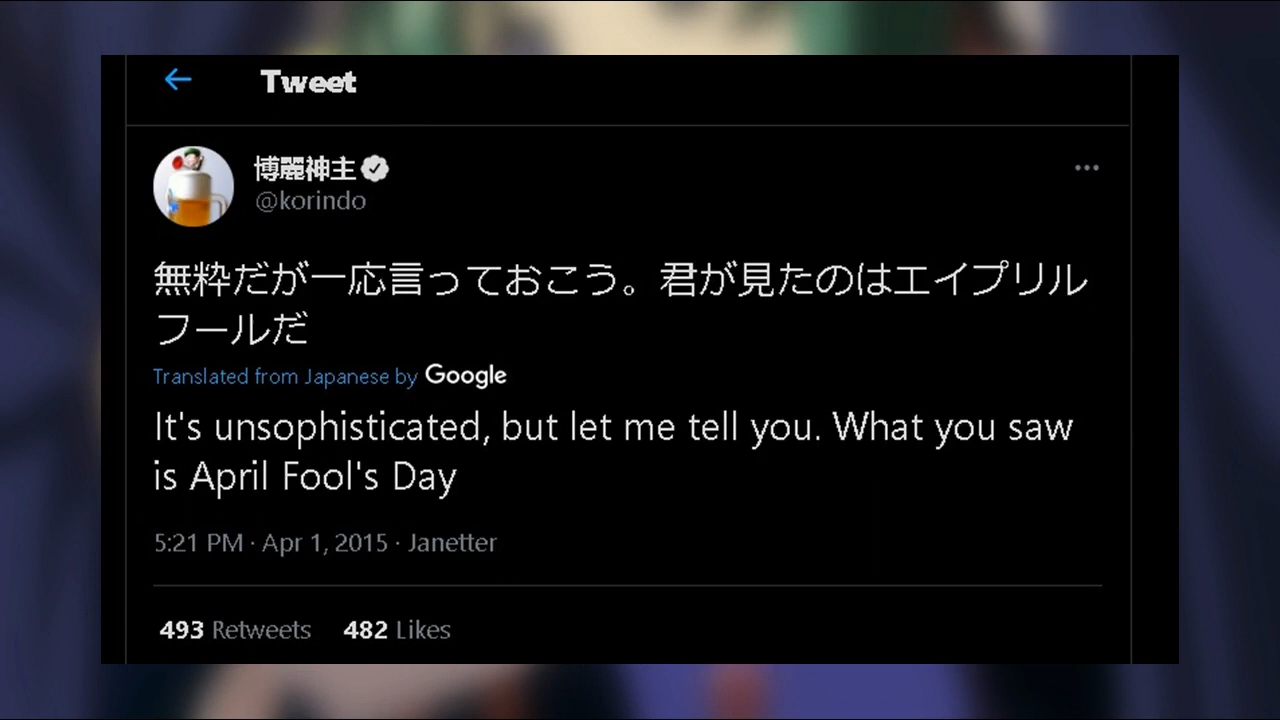 Tweet
博麗神主
@korindo
無粋だが一応言っておこう。君が見たのはエイプリル
フールだ
Translated from Japanese by Google
It's unsophisticated, but let me tell you. What you saw
is April Fool's Day
5:21 PM · Apr 1, 2015 · Janetter
493 Retweets 482 Likes